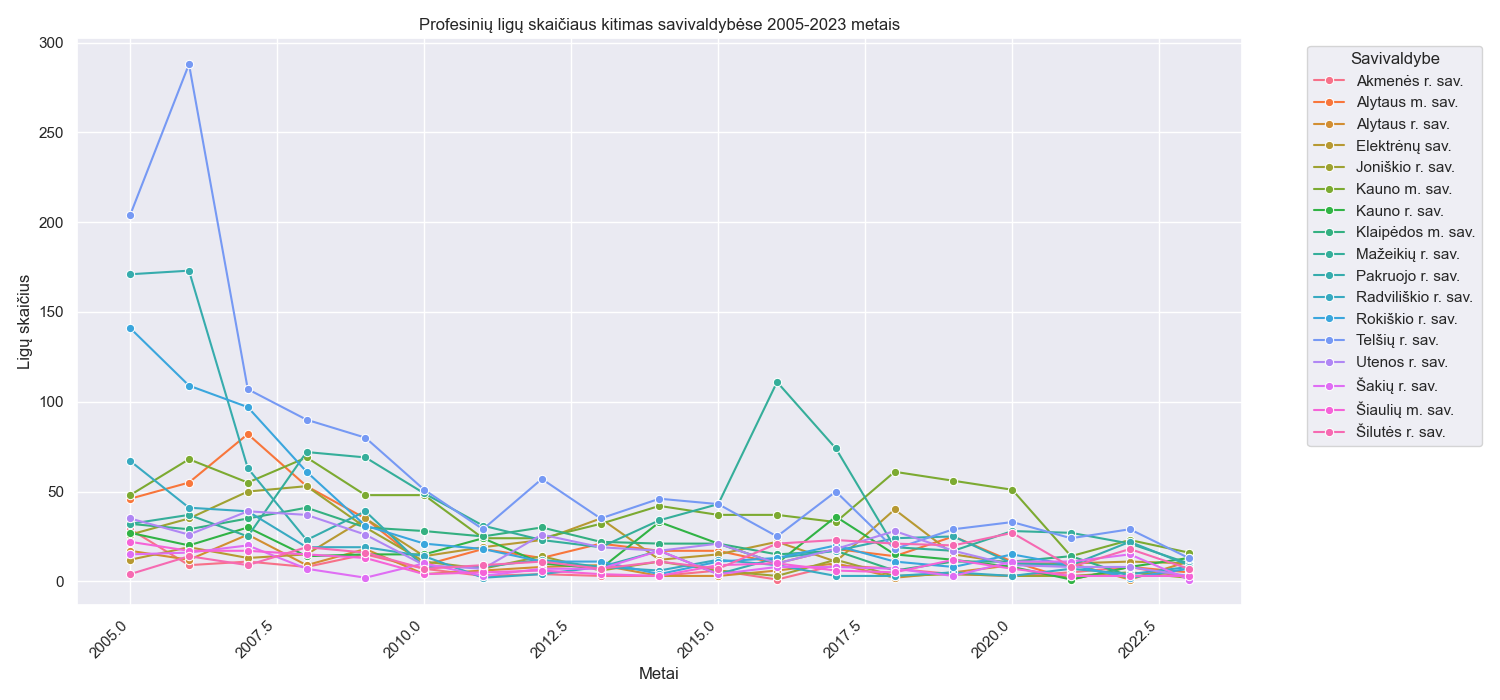 Profesinių ligų skaičiaus kitimas savivaldybėse 2005-2023 metais
300
250
200
150
100
50
0
Ligų skaičius
2005.0
2007.5
2010.0
2012.5
2015.0
2017.5
2020.0
2022.5
Metai
Savivaldybe
Akmenės r. sav.
Alytaus m. sav.
Alytaus r. sav.
Elektrėnų sav.
Joniškio r. sav.
Kauno m. sav.
Kauno r. sav.
Klaipėdos m. sav.
Mažeikių r. sav.
Pakruojo r. sav.
Radviliškio r. sav.
Rokiškio r. sav.
Telšių r. sav.
Utenos r. sav.
Šakių r. sav.
Šiaulių m. sav.
Šilutės r. sav.